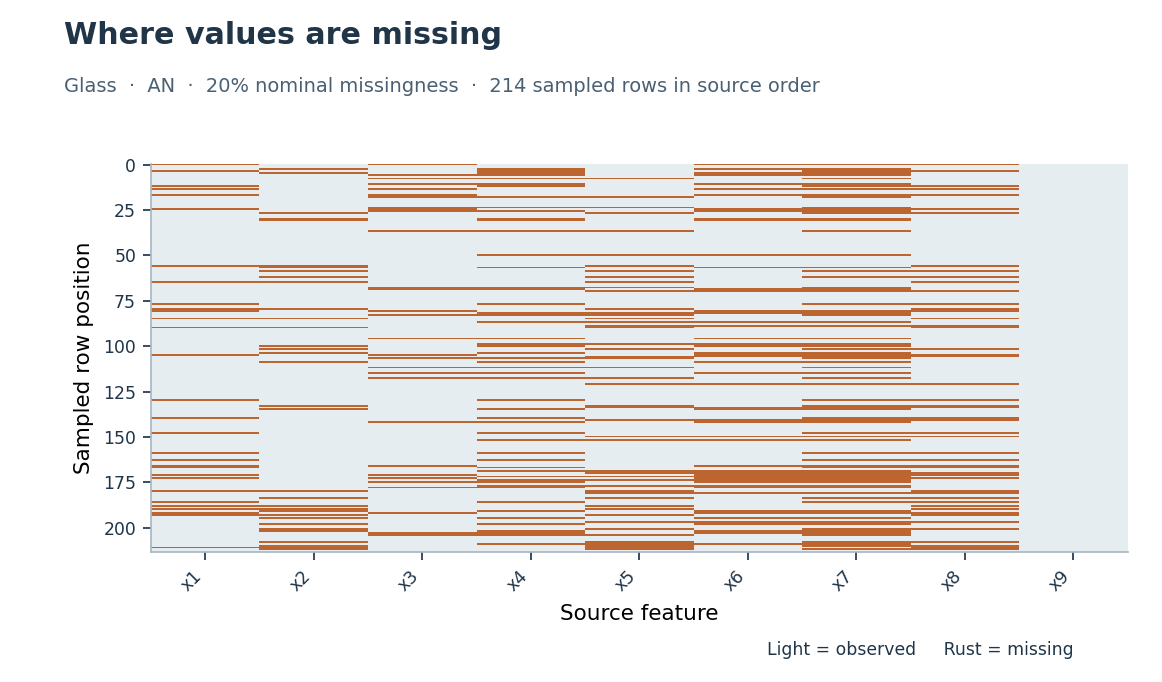 Where values are missing
Glass · AN · 20% nominal missingness · 214 sampled rows in source order
0
25
50
75
100
125
150
175
200
Sampled row position
x1 x2 x3 x4 x5 x6 x7 x8 x9
Source feature
Light = observed Rust = missing